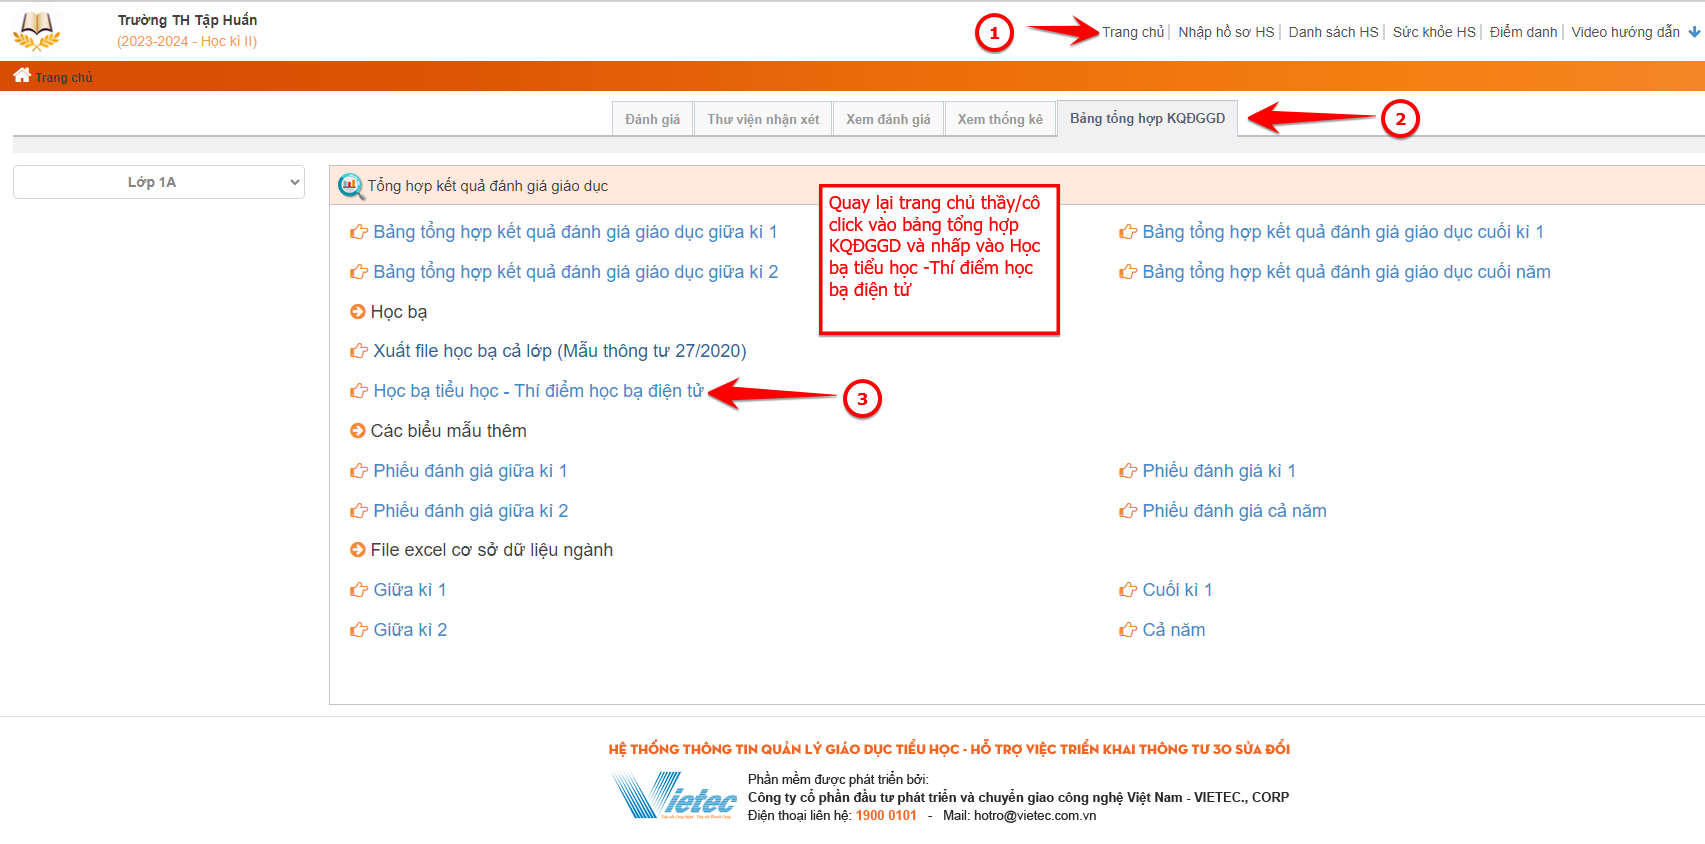 Trường TH Tập Huấn
(2023-2024 - Học kì II)
1
Trang chủ | Nhập hồ sơ HS | Danh sách HS | Sức khỏe HS | Điểm danh | Video hướng dẫn
Trang chủ
Đánh giá
Thư viện nhận xét
Xem đánh giá
Xem thống kê
Bảng tổng hợp KQĐGGD
2
Lớp 1A
Tổng hợp kết quả đánh giá giáo dục
Quay lại trang chủ thầy/cô
click vào bảng tổng hợp
KQĐGGD và nhấp vào Học
bạ tiểu học -Thí điểm học
bạ điện tử
Bảng tổng hợp kết quả đánh giá giáo dục giữa kì 1
Bảng tổng hợp kết quả đánh giá giáo dục cuối kì 1
Bảng tổng hợp kết quả đánh giá giáo dục giữa kì 2
Bảng tổng hợp kết quả đánh giá giáo dục cuối năm
Học bạ
Xuất file học bạ cả lớp (Mẫu thông tư 27/2020)
Học bạ tiểu học - Thí điểm học bạ điện tử
3
Các biểu mẫu thêm
Phiếu đánh giá giữa kì 1
Phiếu đánh giá kì 1
Phiếu đánh giá giữa kì 2
Phiếu đánh giá cả năm
File excel cơ sở dữ liệu ngành
Giữa kì 1
Cuối kì 1
Giữa kì 2
Cả năm
HỆ THỐNG THÔNG TIN QUẢN LÝ GIÁO DỤC TIỂU HỌC - HỖ TRỢ VIỆC TRIỂN KHAI THÔNG TƯ 30 SỬA ĐỔI
Vietec
Phần mềm được phát triển bởi:
Công ty cổ phần đầu tư phát triển và chuyển giao công nghệ Việt Nam - VIETEC., CORP
Điện thoại liên hệ: 1900 0101 - Mail: hotro@vietec.com.vn